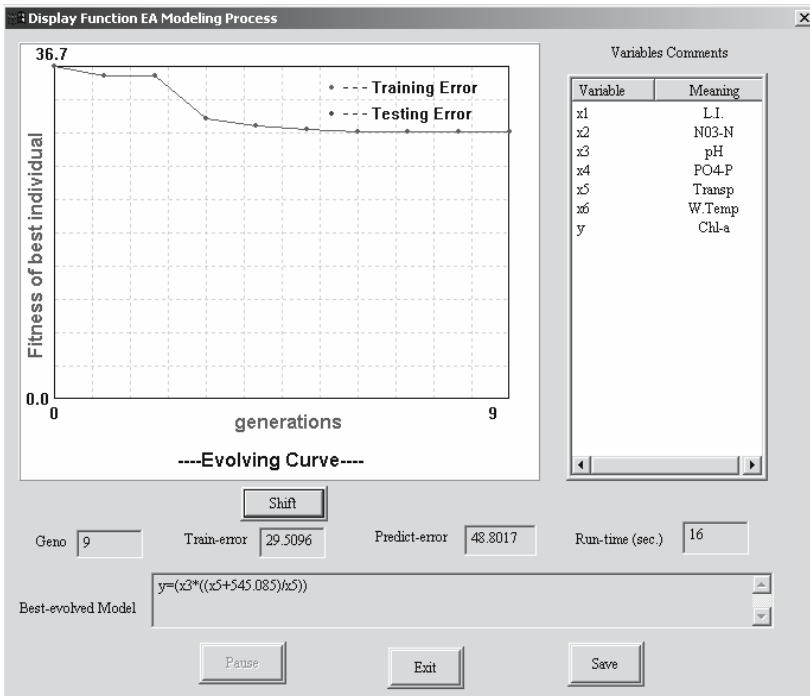 Display Function EA Modeling Process
36.7
--- Training Error
--- Testing Error
Fitness of best individual
0.0
0
9
generations
----Evolving Curve----
Variables Comments
Variable Meaning
x1 L.I.
x2 N03-N
x3 pH
x4 PO4-P
x5 Transp
x6 W.Temp
y Chl-a
Shift
Geno 9
Train-error 29.5096
Predict-error 48.8017
Run-time (sec.) 16
Best-evolved Model
y=(x3*((x5+545.085)/x5))
Pause
Exit
Save